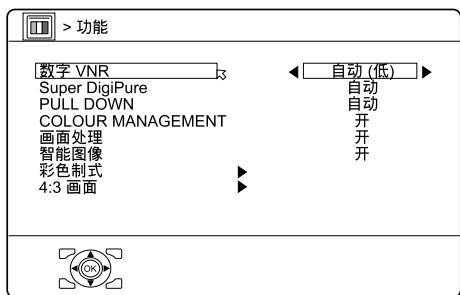 > 功能
数字 VNR 自动 (低)
Super DigiPure 自动
PULL DOWN 自动
COLOUR MANAGEMENT 开
画面处理 开
智能图像 开
彩色制式
4:3 画面
OK